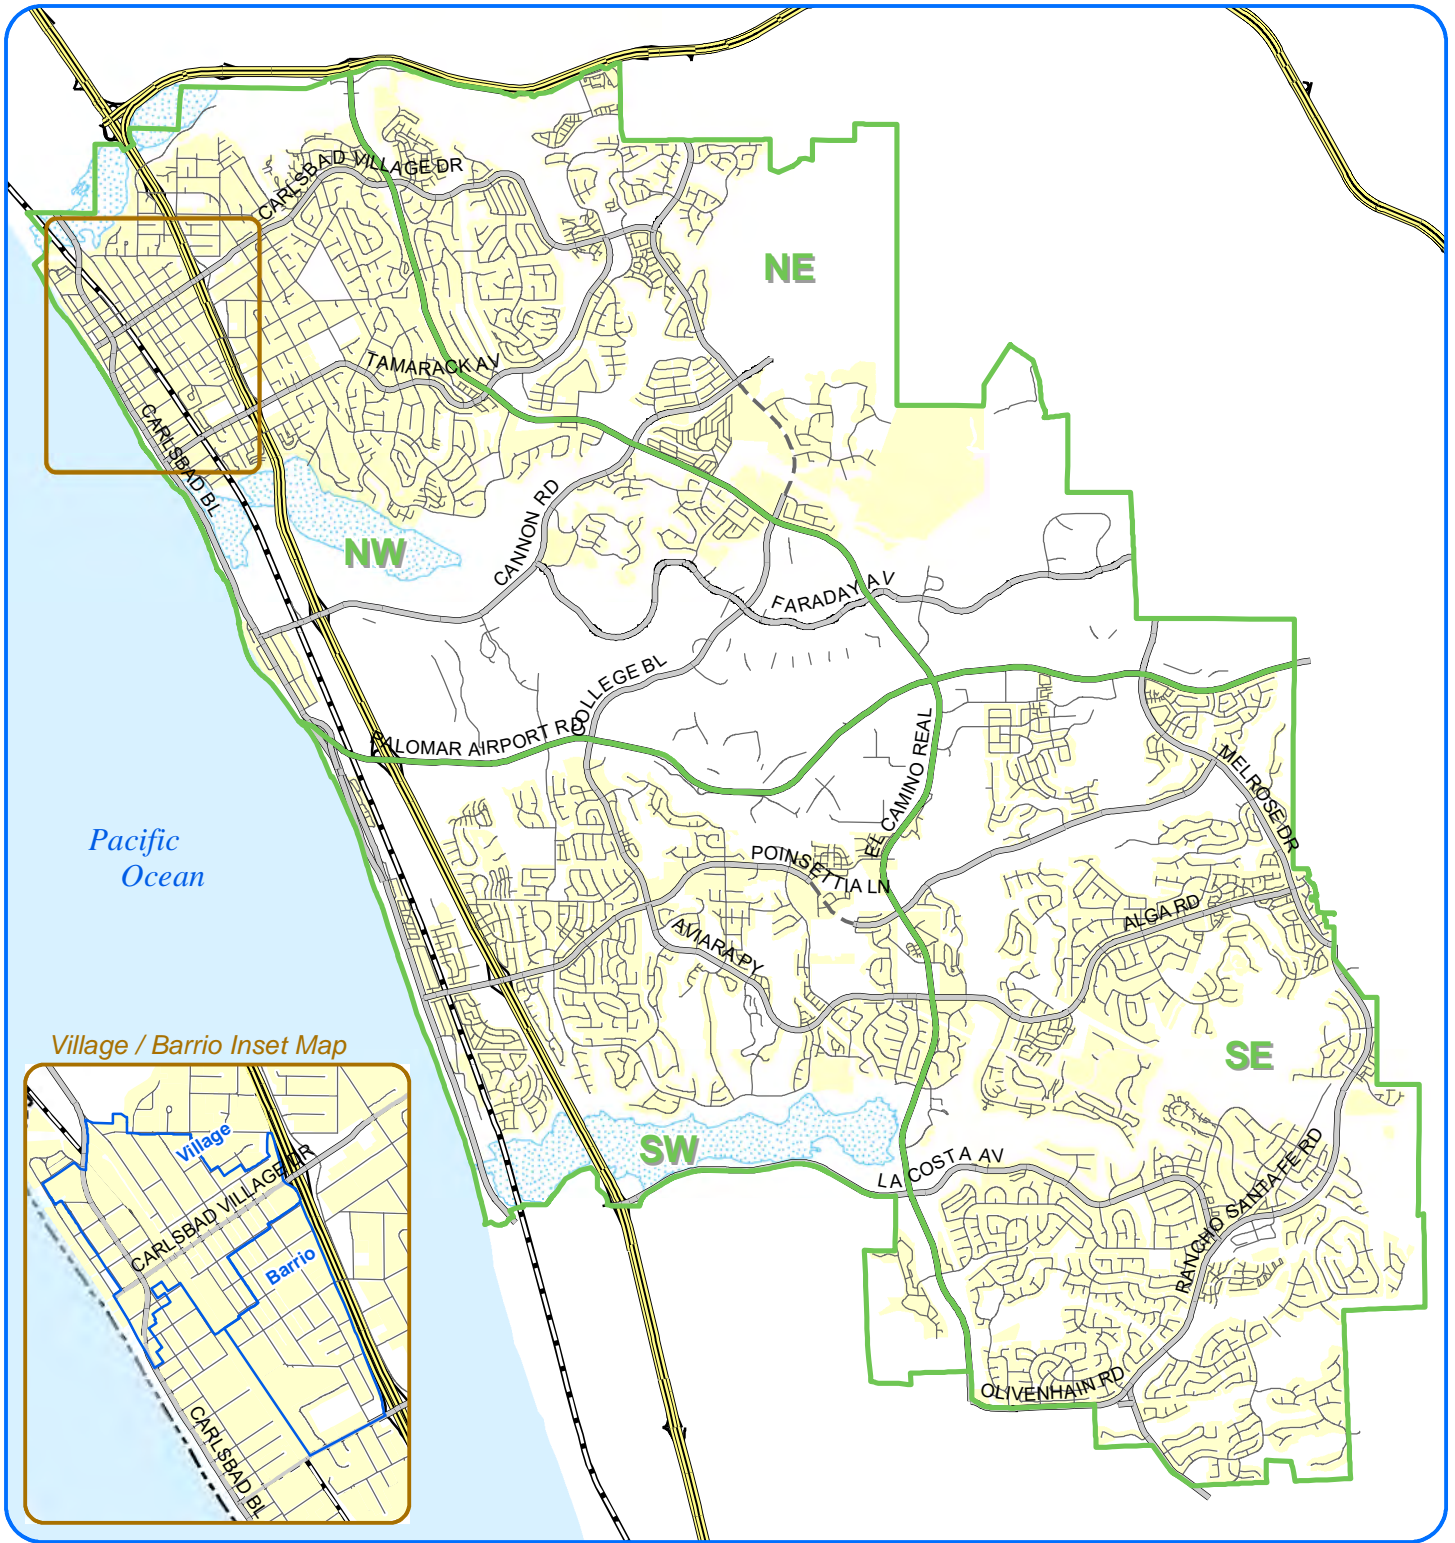 CARLSBAD VILLAGE DR
NE
TAMARACK AV
CARLSBAD BL
NW
CANNON RD
FARADAY AV
COLLEGE BL
PALOMAR AIRPORT RD
EL CAMINO REAL
MELROSE DR
Pacific
Ocean
POINSETTIA LN
ALGA RD
AVIARA PY
Village / Barrio Inset Map
SE
SW
LA COSTA AV
RANCHO SANTA FE RD
OLIVENHAIN RD
Village
CARLSBAD VILLAGE DR
Barrio
CARLSBAD BL